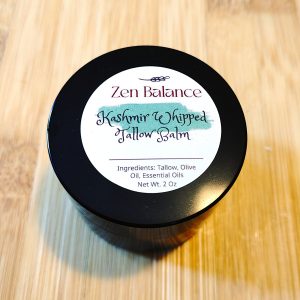 Zen Balance
Kashmir Whipped
Tallow Balm
Ingredients: Tallow, Olive
Oil, Essential Oils
Net Wt. 2 Oz